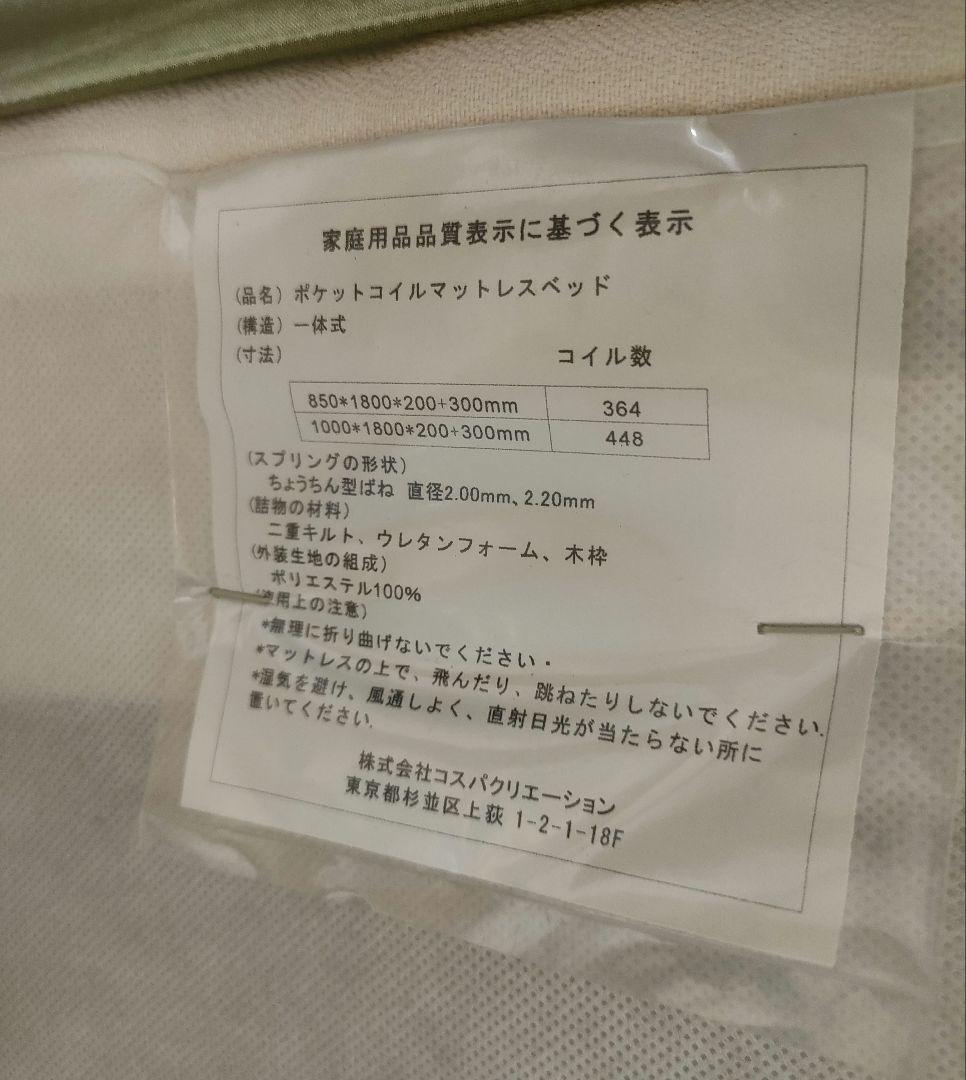 家庭用品品質表示に基づく表示
(品名) ポケットコイルマットレスベッド
(構造) 一体式
(寸法) コイル数
850*1800*200+300mm 364
1000*1800*200+300mm 448
(スプリングの形状)
ちょうちん型ばね 直径2.00mm、2.20mm
(詰物の材料)
二重キルト、ウレタンフォーム、木枠
(外装生地の組成)
ポリエステル100%
用上の注意)
*無理に折り曲げないでください・
*マットレスの上で、飛んだり、跳ねたりしないでください.
*湿気を避け、風通しよく、直射日光が当たらない所に
置いてください.
株式会社コスパクリエーション
東京都杉並区上荻 1-2-1-18F